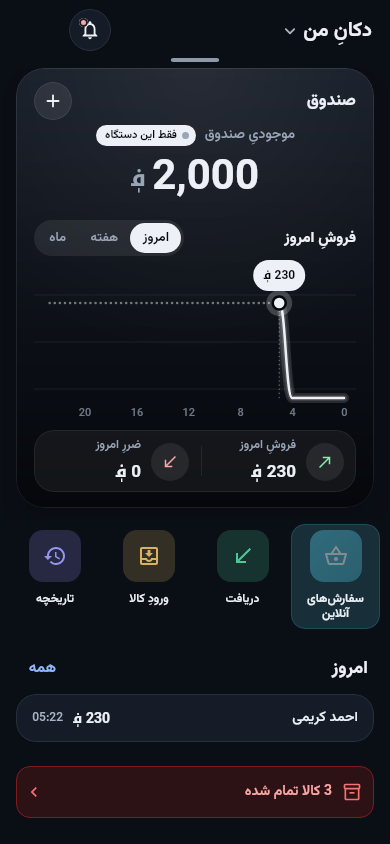 دکانِ من
صندوق
موجودیِ صندوق
فقط این دستگاه
2,000 ؋
فروشِ امروز
امروز
هفته
ماه
230 ؋
0 4 8 12 16 20
فروشِ امروز
230 ؋
ضررِ امروز
0 ؋
سفارش‌های
آنلاین
دریافت
ورودِ کالا
تاریخچه
امروز
همه
احمد کریمی
230 ؋
05:22
3 کالا تمام شده